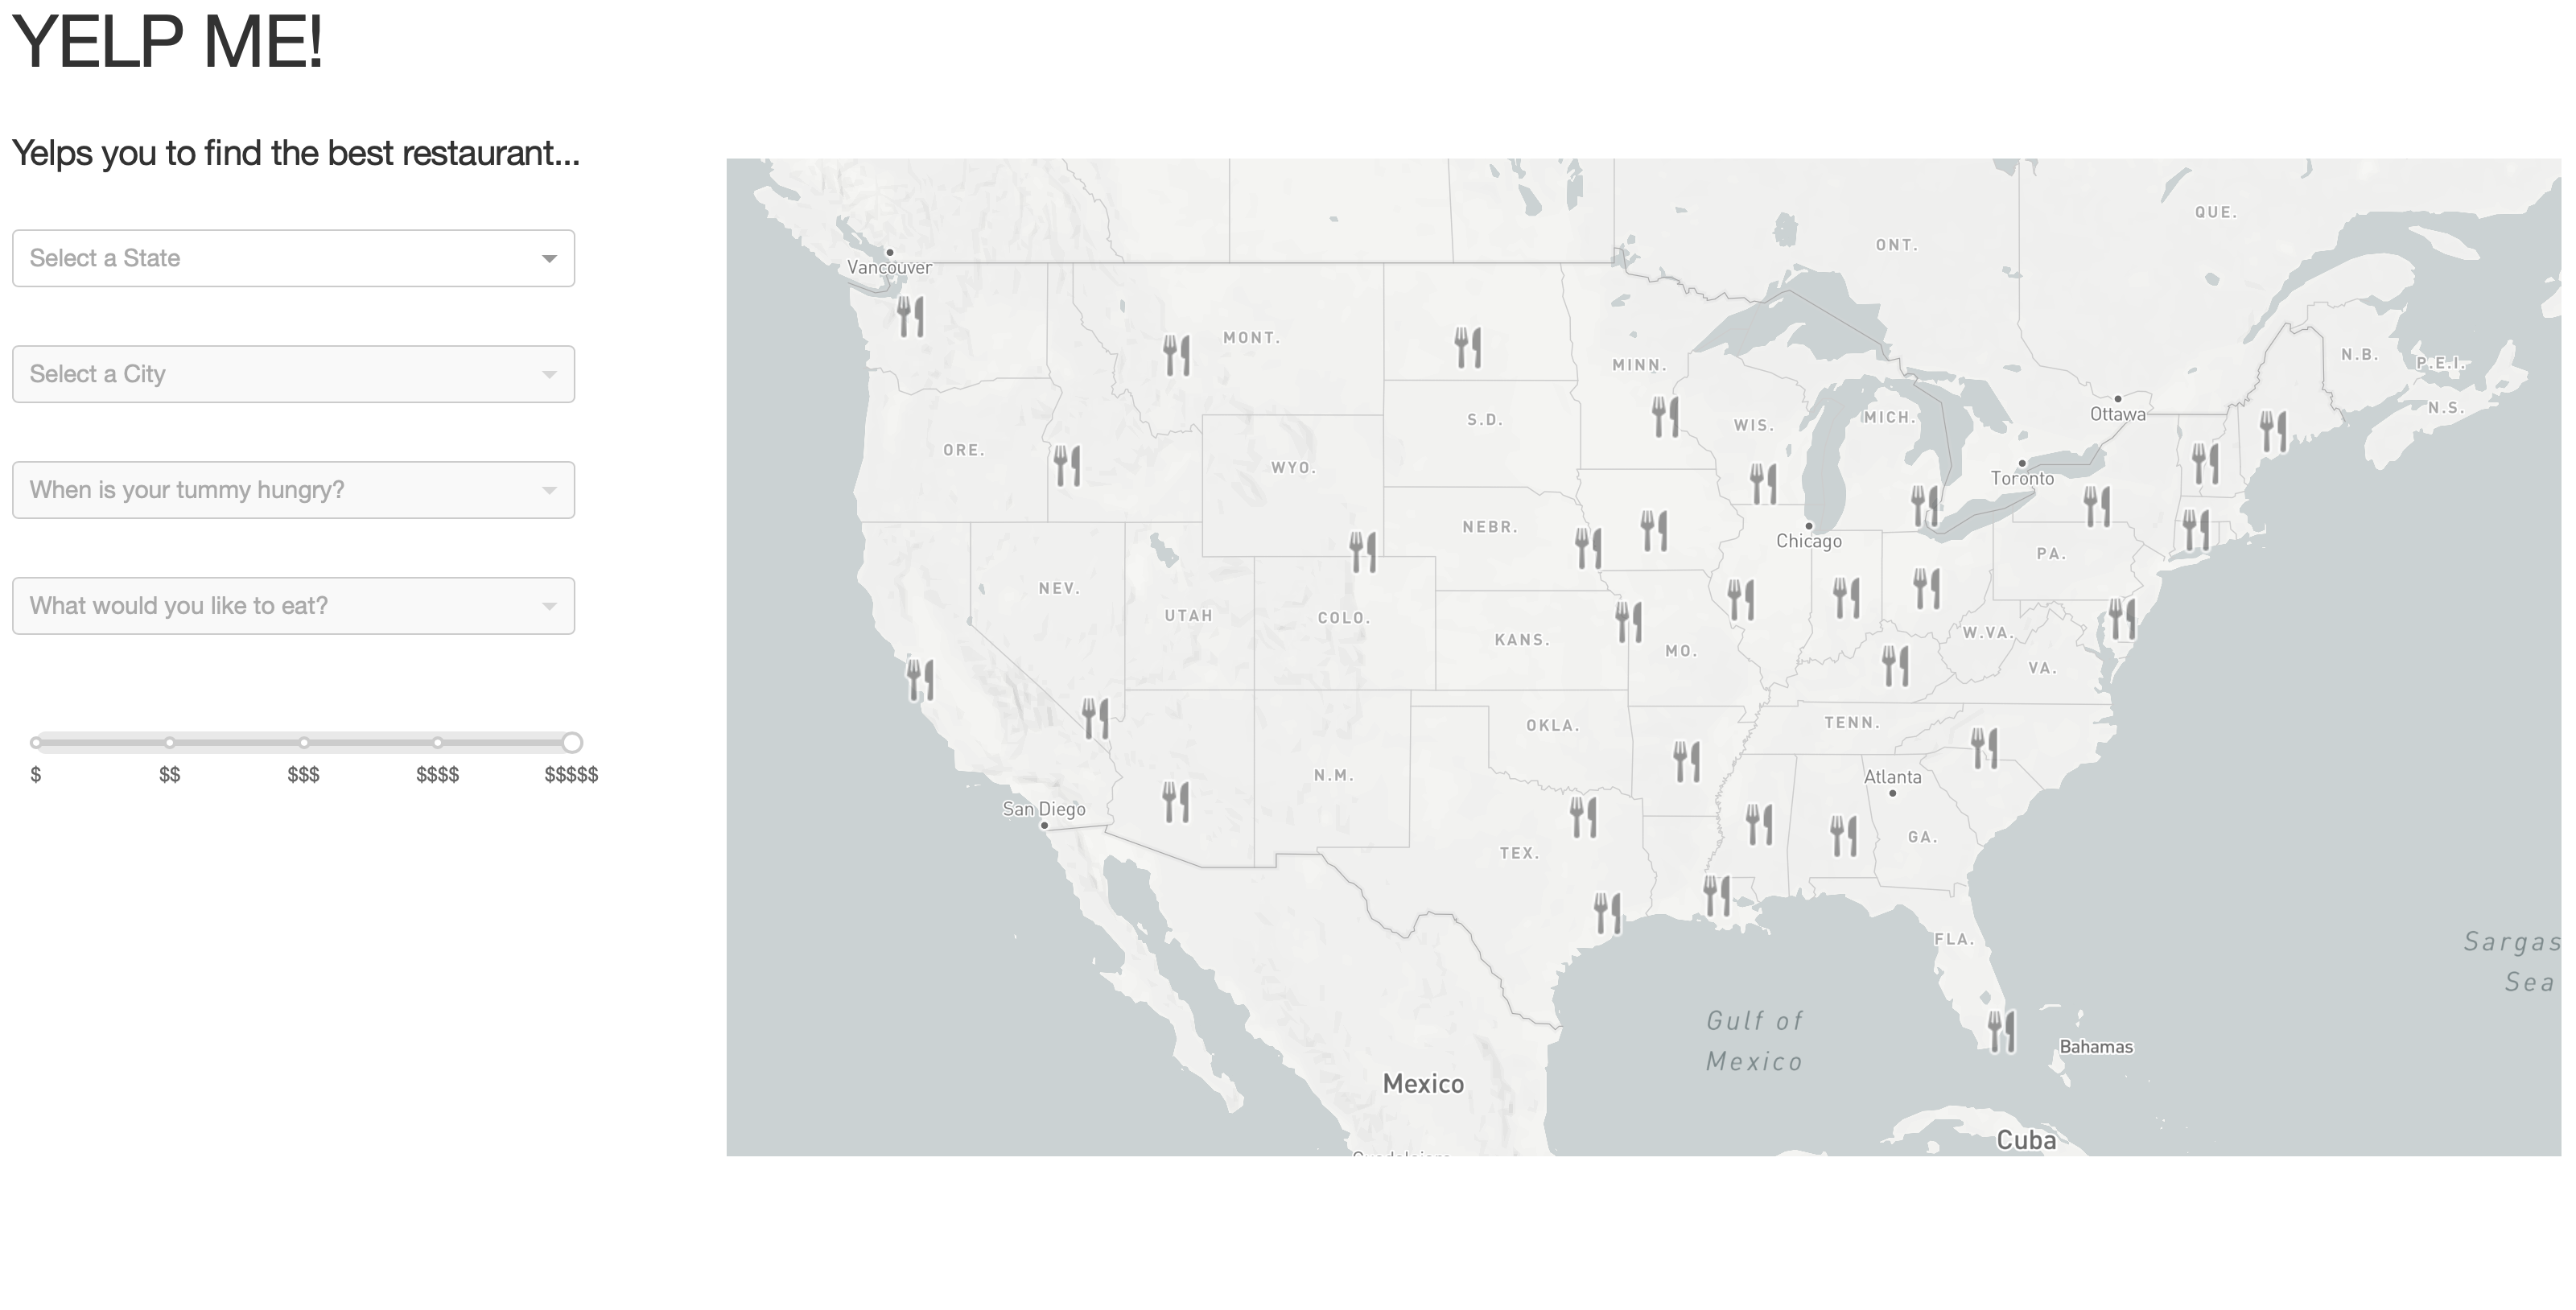 YELP ME!
Yelps you to find the best restaurant...
Select a State
Select a City
When is your tummy hungry?
What would you like to eat?
$ $$ $$$ $$$$ $$$$$
QUE.
ONT.
Vancouver
MONT.
MINN.
N.B.
P.E.I.
N.S.
Ottawa
S.D.
WIS.
MICH.
ORE.
WYO.
Toronto
NEBR.
Chicago
PA.
NEV.
UTAH
COLO.
KANS.
MO.
W.VA.
VA.
OKLA.
TENN.
N.M.
Atlanta
San Diego
GA.
TEX.
FLA.
Sargas
Sea
Gulf of
Mexico
Bahamas
Mexico
Cuba